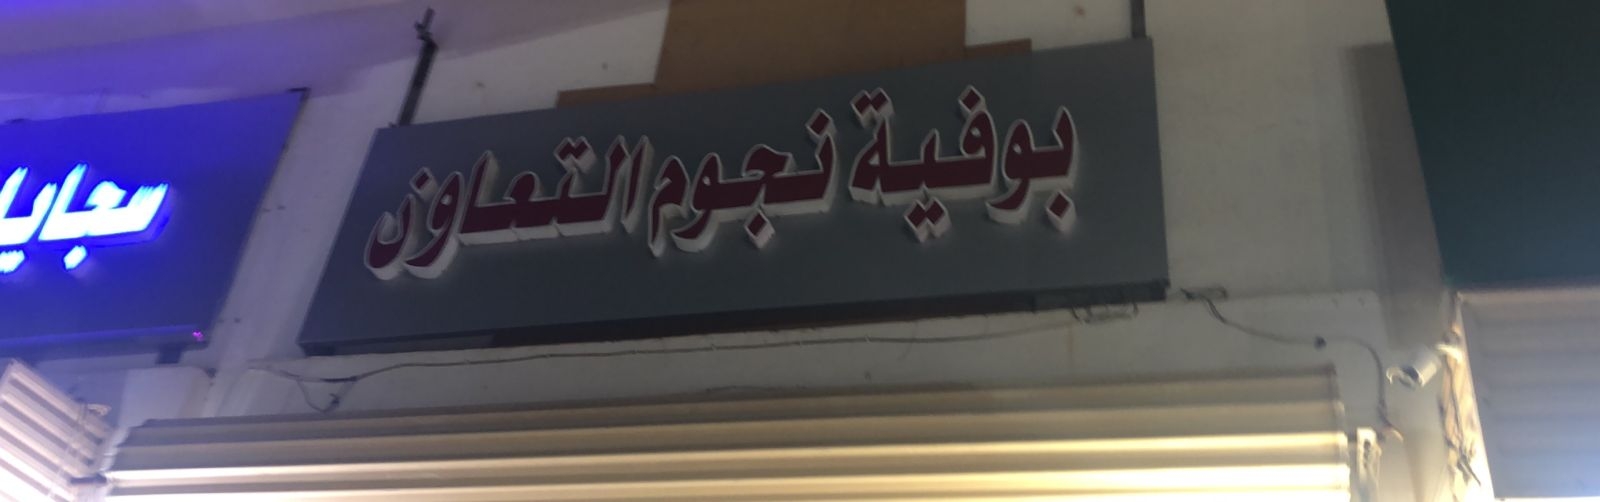 بوفية نجوم التعاون